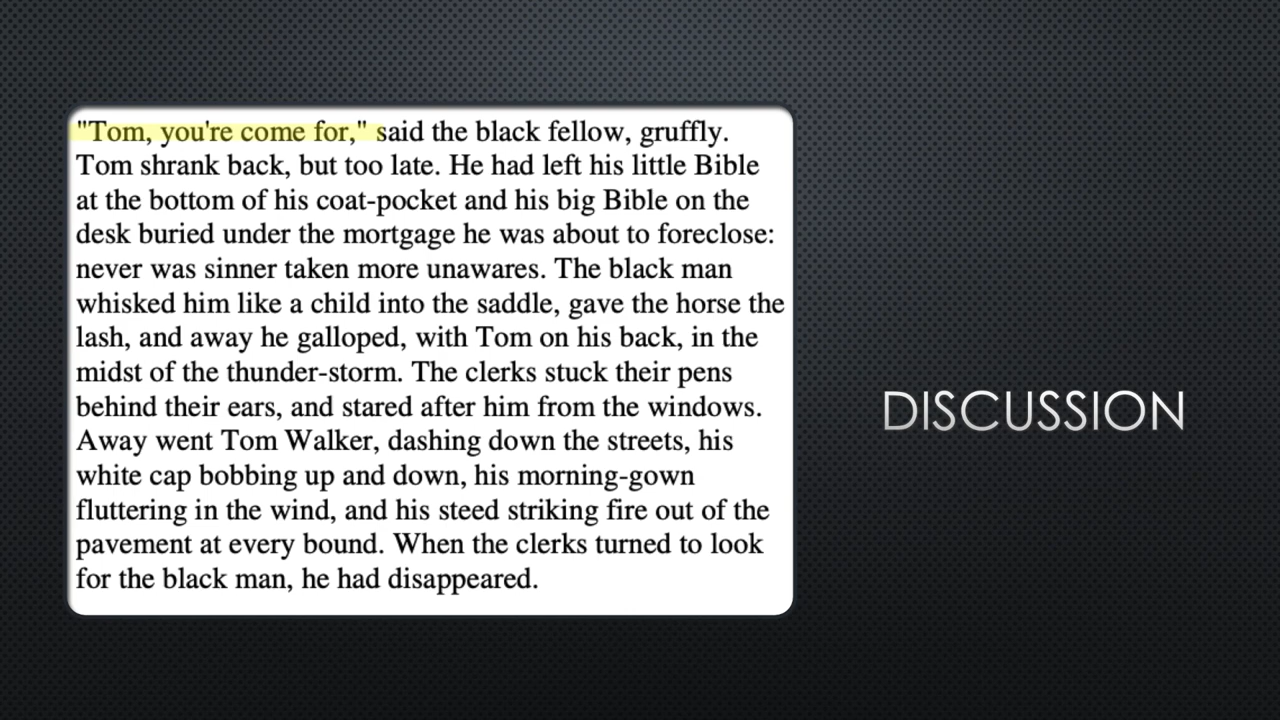 "Tom, you're come for," said the black fellow, gruffly.
Tom shrank back, but too late. He had left his little Bible
at the bottom of his coat-pocket and his big Bible on the
desk buried under the mortgage he was about to foreclose:
never was sinner taken more unawares. The black man
whisked him like a child into the saddle, gave the horse the
lash, and away he galloped, with Tom on his back, in the
midst of the thunder-storm. The clerks stuck their pens
behind their ears, and stared after him from the windows.
Away went Tom Walker, dashing down the streets, his
white cap bobbing up and down, his morning-gown
fluttering in the wind, and his steed striking fire out of the
pavement at every bound. When the clerks turned to look
for the black man, he had disappeared.
DISCUSSION